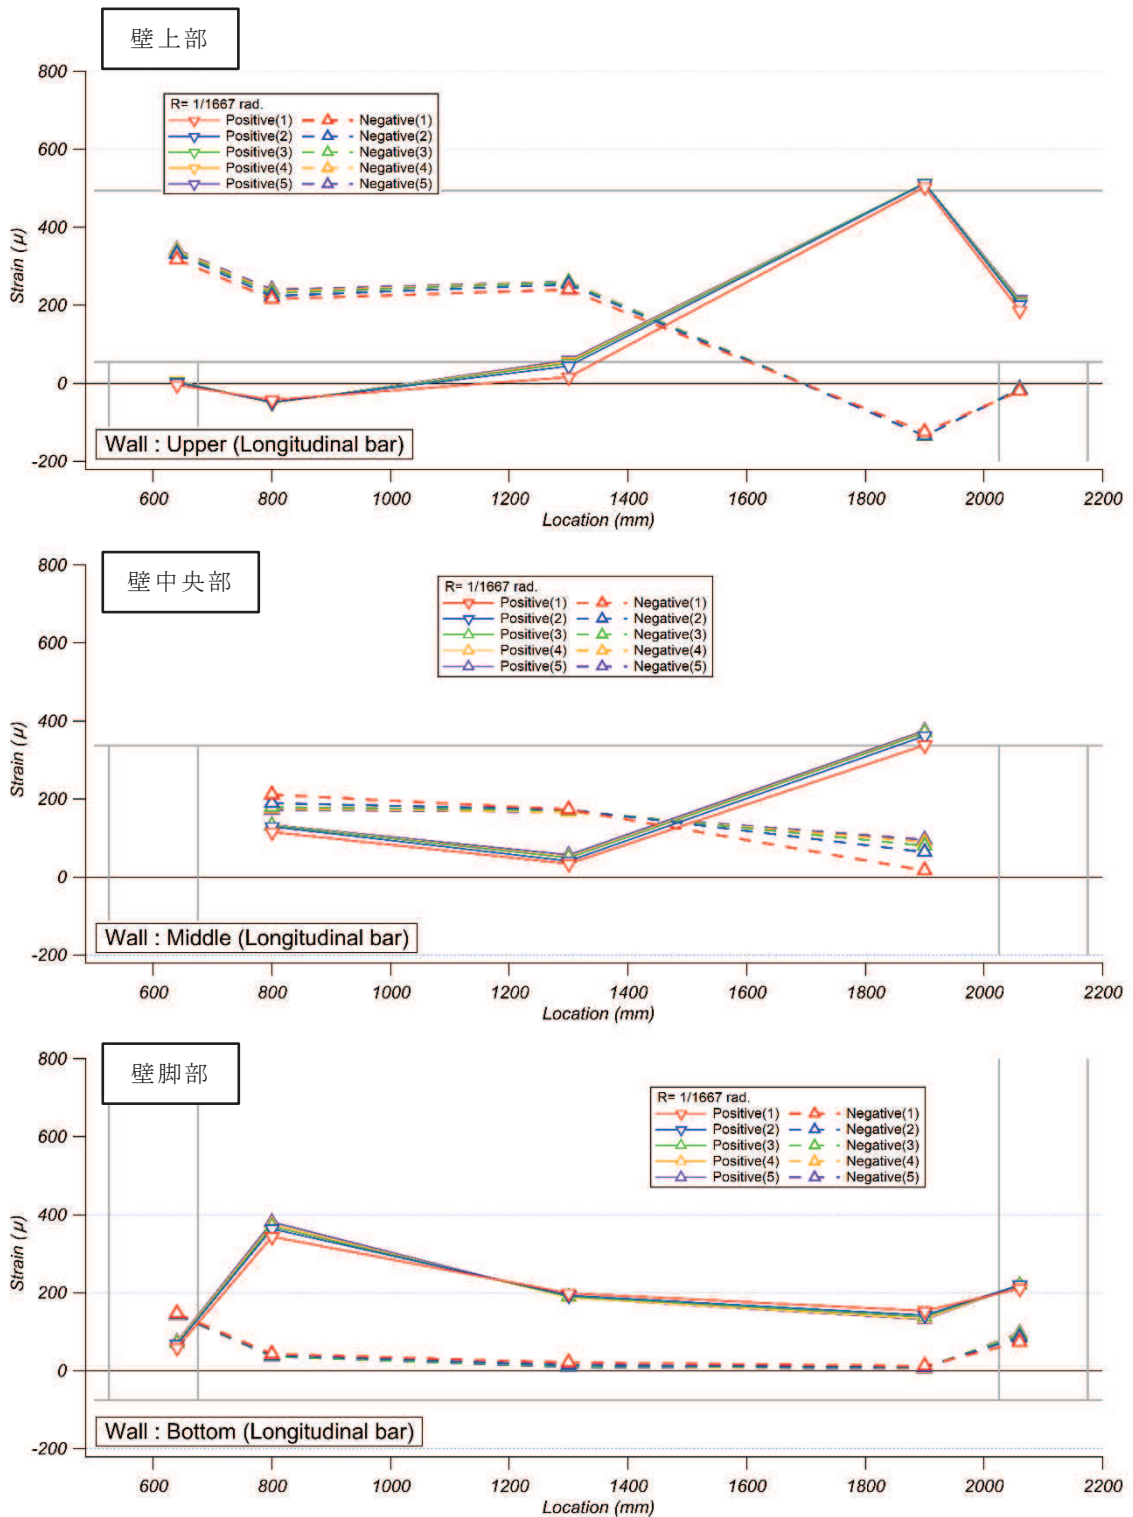 壁上部
800
600
400
200
0
-200
Strain (μ)
R= 1/1667 rad.
Positive(1) Negative(1)
Positive(2) Negative(2)
Positive(3) Negative(3)
Positive(4) Negative(4)
Positive(5) Negative(5)
Wall : Upper (Longitudinal bar)
600 800 1000 1200 1400 1600 1800 2000 2200
Location (mm)
壁中央部
800
600
400
200
0
-200
Strain (μ)
R= 1/1667 rad.
Positive(1) Negative(1)
Positive(2) Negative(2)
Positive(3) Negative(3)
Positive(4) Negative(4)
Positive(5) Negative(5)
Wall : Middle (Longitudinal bar)
600 800 1000 1200 1400 1600 1800 2000 2200
Location (mm)
壁脚部
800
600
400
200
0
-200
Strain (μ)
R= 1/1667 rad.
Positive(1) Negative(1)
Positive(2) Negative(2)
Positive(3) Negative(3)
Positive(4) Negative(4)
Positive(5) Negative(5)
Wall : Bottom (Longitudinal bar)
600 800 1000 1200 1400 1600 1800 2000 2200
Location (mm)